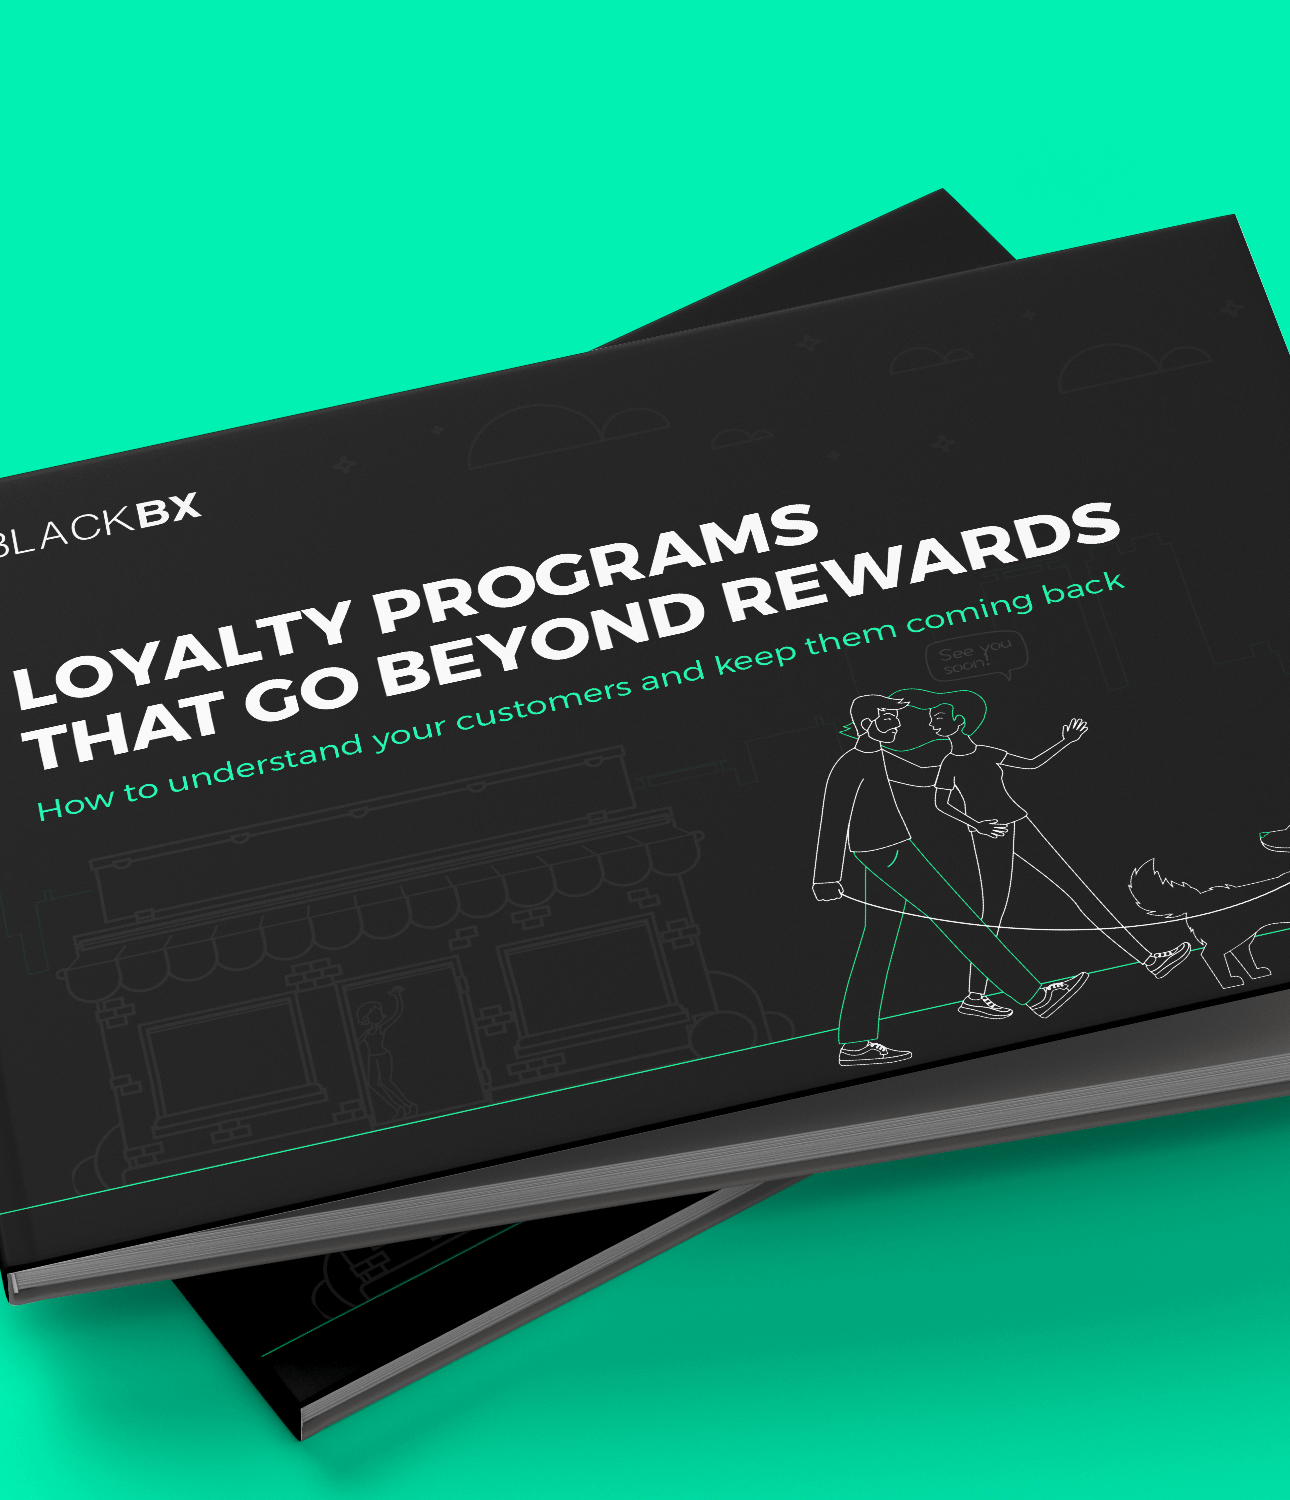 BLACKBX
LOYALTY PROGRAMS
THAT GO BEYOND REWARDS
How to understand your customers and keep them coming back
See you
soon!